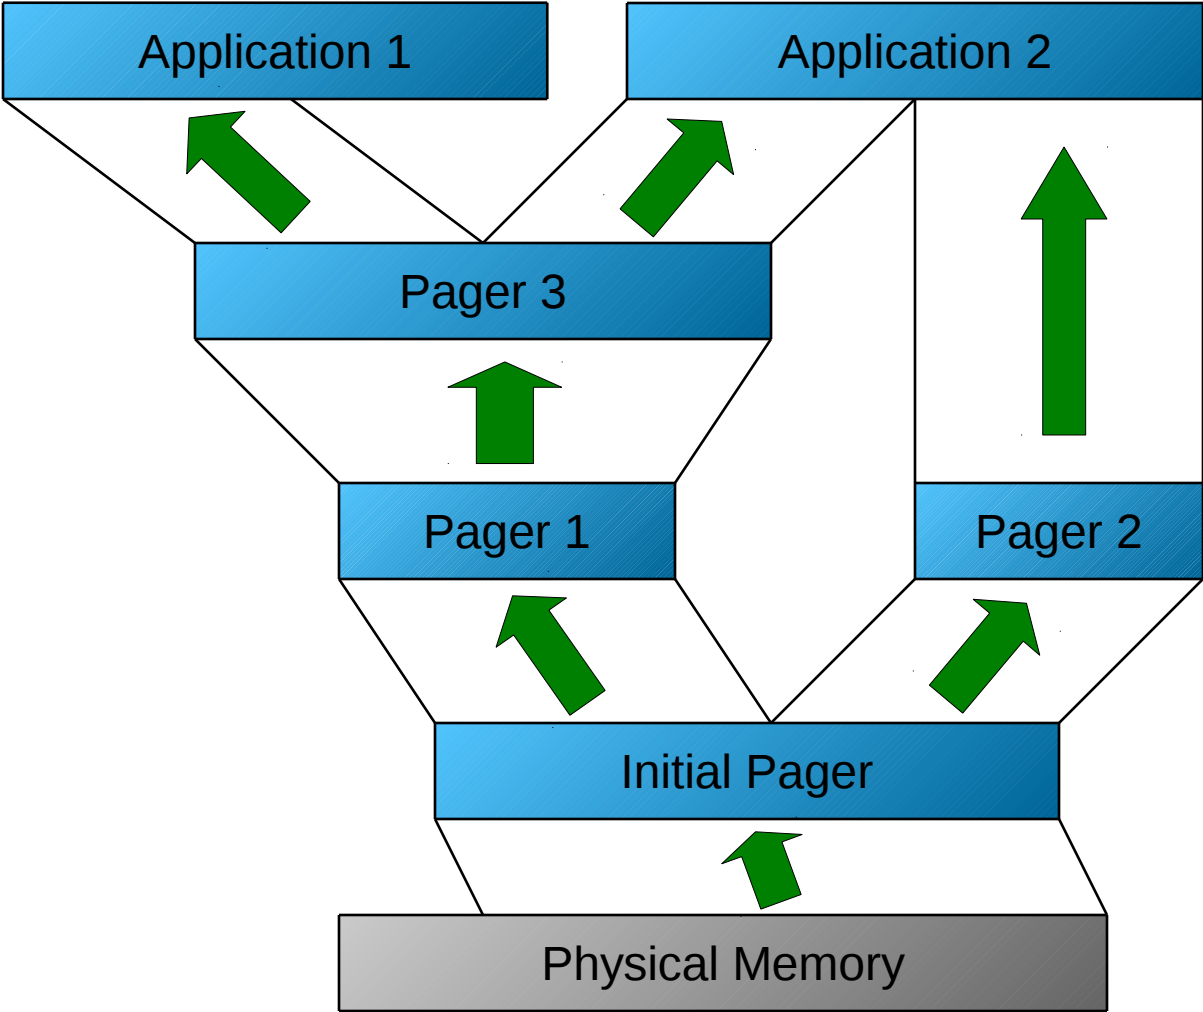 Application 1
Application 2
Pager 3
Pager 1
Pager 2
Initial Pager
Physical Memory